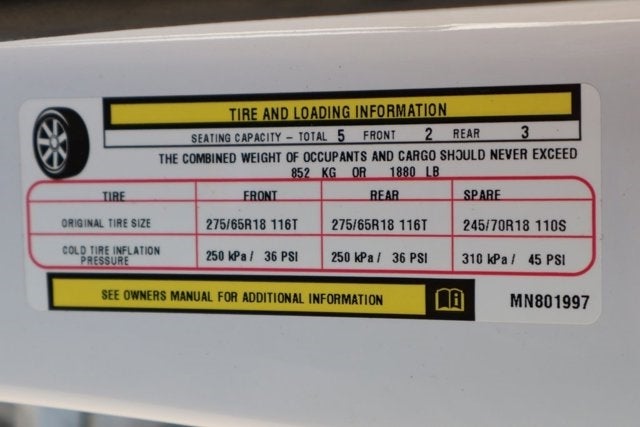 TIRE AND LOADING INFORMATION
SEATING CAPACITY – TOTAL 5 FRONT 2 REAR 3
THE COMBINED WEIGHT OF OCCUPANTS AND CARGO SHOULD NEVER EXCEED
852 KG OR 1880 LB
TIRE FRONT REAR SPARE
ORIGINAL TIRE SIZE 275/65R18 116T 275/65R18 116T 245/70R18 110S
COLD TIRE INFLATION
PRESSURE 250 kPa / 36 PSI 250 kPa / 36 PSI 310 kPa / 45 PSI
SEE OWNERS MANUAL FOR ADDITIONAL INFORMATION
MN801997